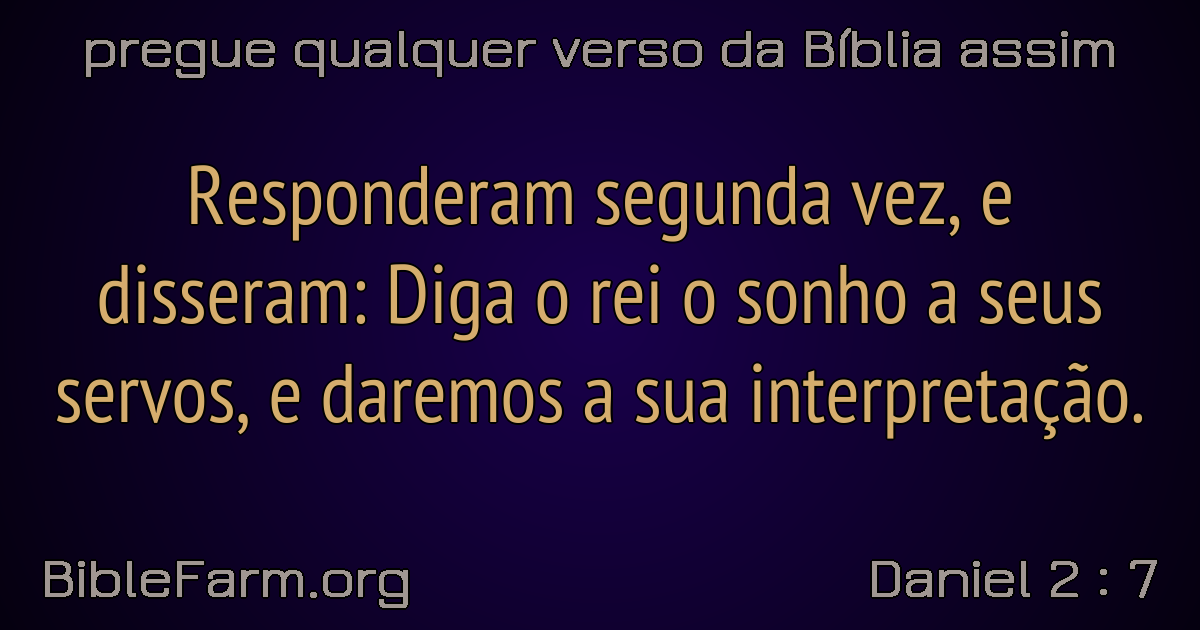 pregue qualquer verso da Bíblia assim
Responderam segunda vez, e
disseram: Diga o rei o sonho a seus
servos, e daremos a sua interpretação.
BibleFarm.org
Daniel 2 : 7